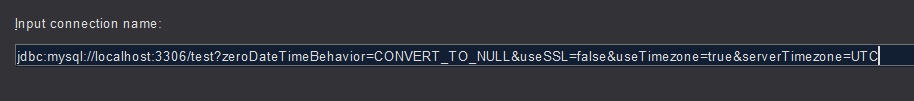 Input connection name:
jdbc:mysql://localhost:3306/test?zeroDateTimeBehavior=CONVERT_TO_NULL&useSSL=false&useTimezone=true&serverTimezone=UTC